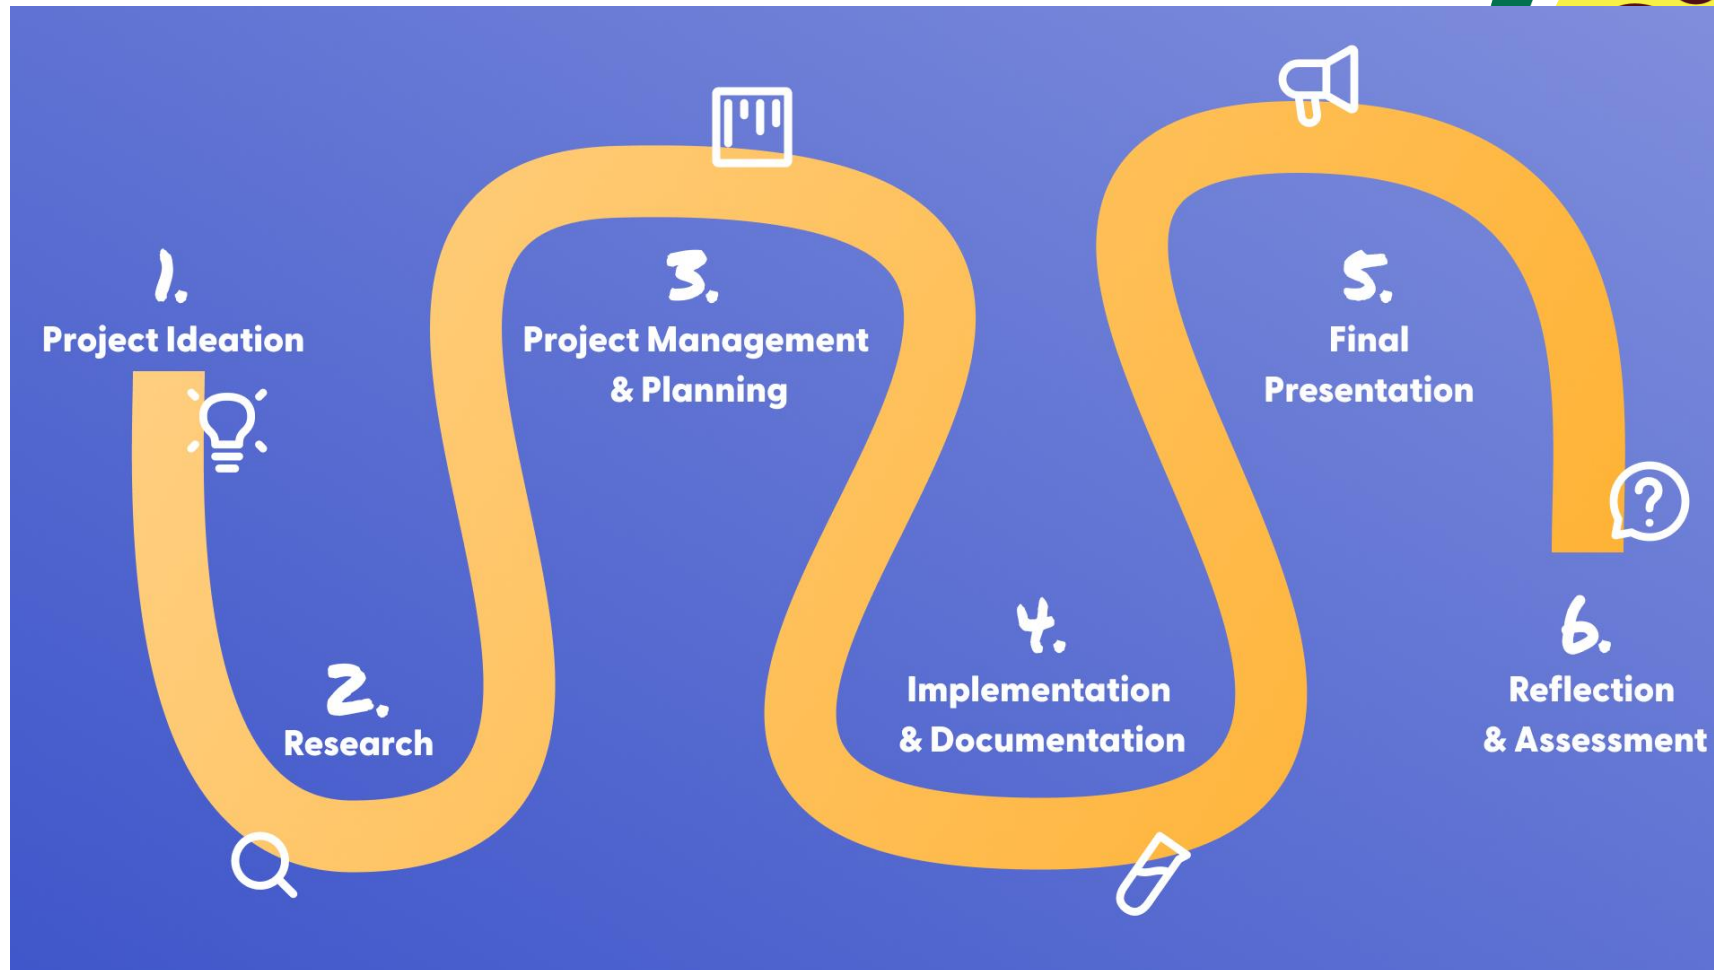 1.
Project Ideation
2.
Research
3.
Project Management
& Planning
4.
Implementation
& Documentation
5.
Final
Presentation
6.
Reflection
& Assessment